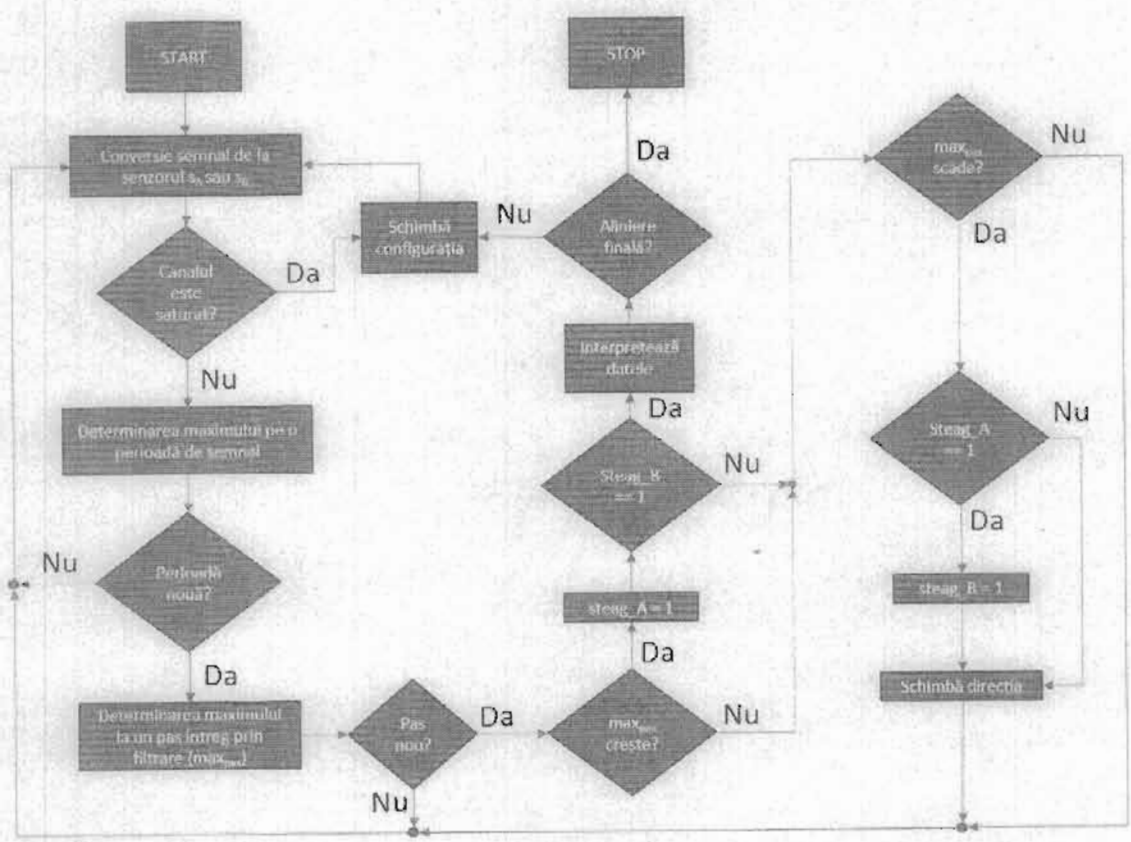 START
Conversie semnal de la
senzorul s_A sau s_B
Canalul
este
saturat?
Da
Nu
Schimbă
configurația
Determinarea maximului pe o
perioadă de semnal
Perioadă
nouă?
Nu
Da
Determinarea maximului
la un pas întreg prin
filtrare (max
Pas
nou?
Da
Nu
max
crește?
Da
Nu
steag_A = 1
Steag_B
== 1
Da
Nu
Interpretează
datele
Aliniere
finală?
Nu
Da
STOP
max
scade?
Nu
Da
Steag_A
== 1
Nu
Da
steag_B = 1
Schimbă direcția